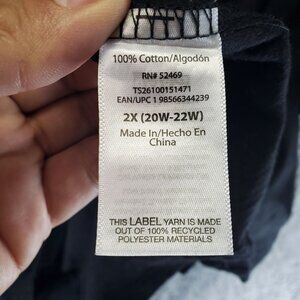 100% Cotton/Algodón
RN# 52469
TS26100151471
EAN/UPC 1 98566344239
2X (20W-22W)
Made In/Hecho En
China
THIS LABEL YARN IS MADE
OUT OF 100% RECYCLED
POLYESTER MATERIALS